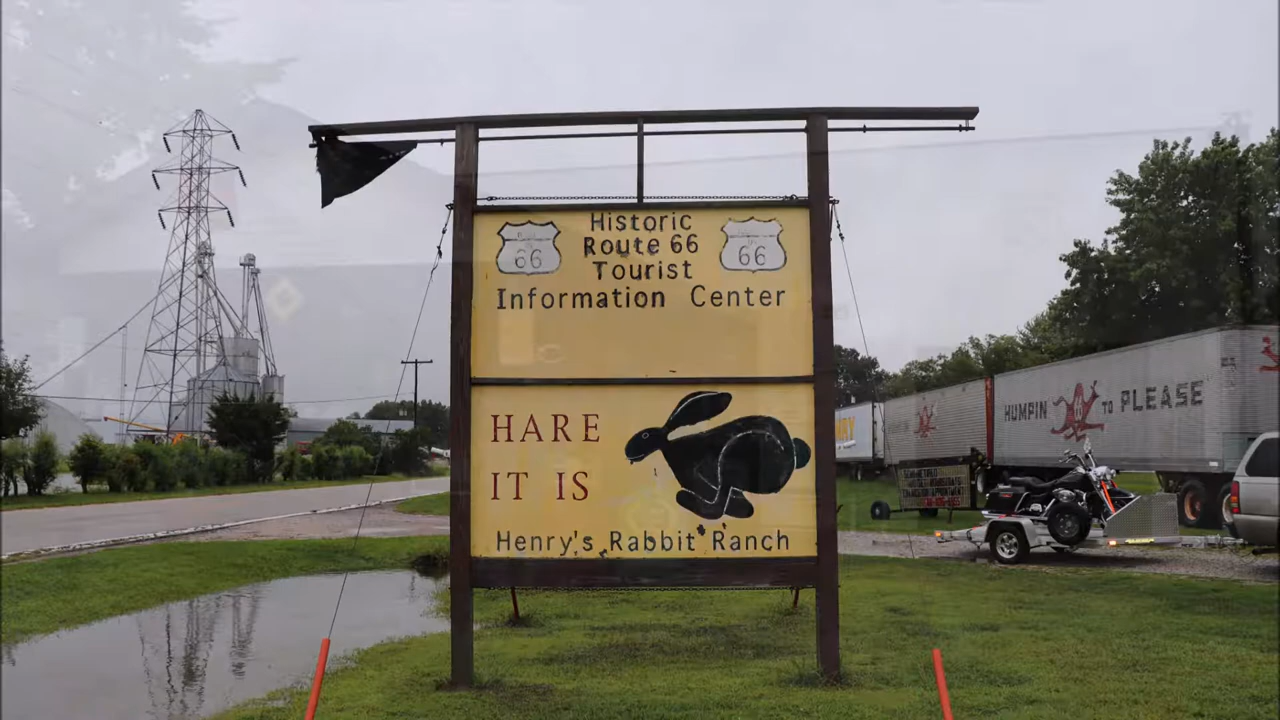 Historic
Route 66
Tourist
Information Center
66
66
HARE
IT IS
Henry's Rabbit Ranch
HUMPIN TO PLEASE